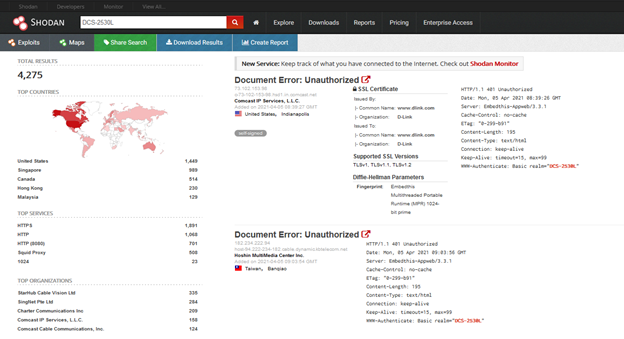 Shodan Developers Monitor View All...
SHODAN DCS-2530L Explore Downloads Reports Pricing Enterprise Access
Exploits Maps Share Search Download Results Create Report
TOTAL RESULTS
4,275
TOP COUNTRIES
United States 1,449
Singapore 989
Canada 514
Hong Kong 230
Malaysia 129
TOP SERVICES
HTTPS 1,891
HTTP 1,068
HTTP (8080) 701
Squid Proxy 508
1024 23
TOP ORGANIZATIONS
StarHub Cable Vision Ltd 335
SingNet Pte Ltd 284
Charter Communications Inc 209
Comcast IP Services, L.L.C. 158
Comcast Cable Communications, Inc. 124
New Service: Keep track of what you have connected to the Internet. Check out Shodan Monitor
Document Error: Unauthorized
Comcast IP Services, L.L.C.
Added on 2021-04-05 06:39:27 GMT
United States, Indianapolis
self-signed
SSL Certificate
Issued By:
|- Common Name: www.dlink.com
|- Organization: D-Link
Issued To:
|- Common Name: www.dlink.com
|- Organization: D-Link
Supported SSL Versions
TLSv1, TLSv1.1, TLSv1.2
Diffie-Hellman Parameters
Fingerprint: Embedthis
Multithreaded Portable
Runtime (MPR) 1024-
bit prime
HTTP/1.1 401 Unauthorized
Date: Mon, 05 Apr 2021 06:39:26 GMT
Server: Embedthis-Appweb/3.3.1
Cache-Control: no-cache
ETag: "0-299-b91"
Content-Length: 195
Content-Type: text/html
Connection: keep-alive
Keep-Alive: timeout=15, max=99
WWW-Authenticate: Basic realm="DCS-2530L"
Document Error: Unauthorized
Hoshin MultiMedia Center Inc.
Added on 2021-04-05 09:03:54 GMT
Taiwan, Banqiao
HTTP/1.1 401 Unauthorized
Date: Mon, 05 Apr 2021 09:03:56 GMT
Server: Embedthis-Appweb/3.3.1
Cache-Control: no-cache
ETag: "0-299-b91"
Content-Length: 195
Content-Type: text/html
Connection: keep-alive
Keep-Alive: timeout=15, max=99
WWW-Authenticate: Basic realm="DCS-2530L"